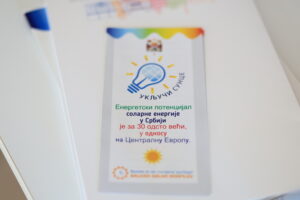 УКЉУЧИ СУНЦЕ
Енергетски потенцијал
соларне енергије
у Србији
је за 30 одсто већи,
у односу
на Централну Европу.